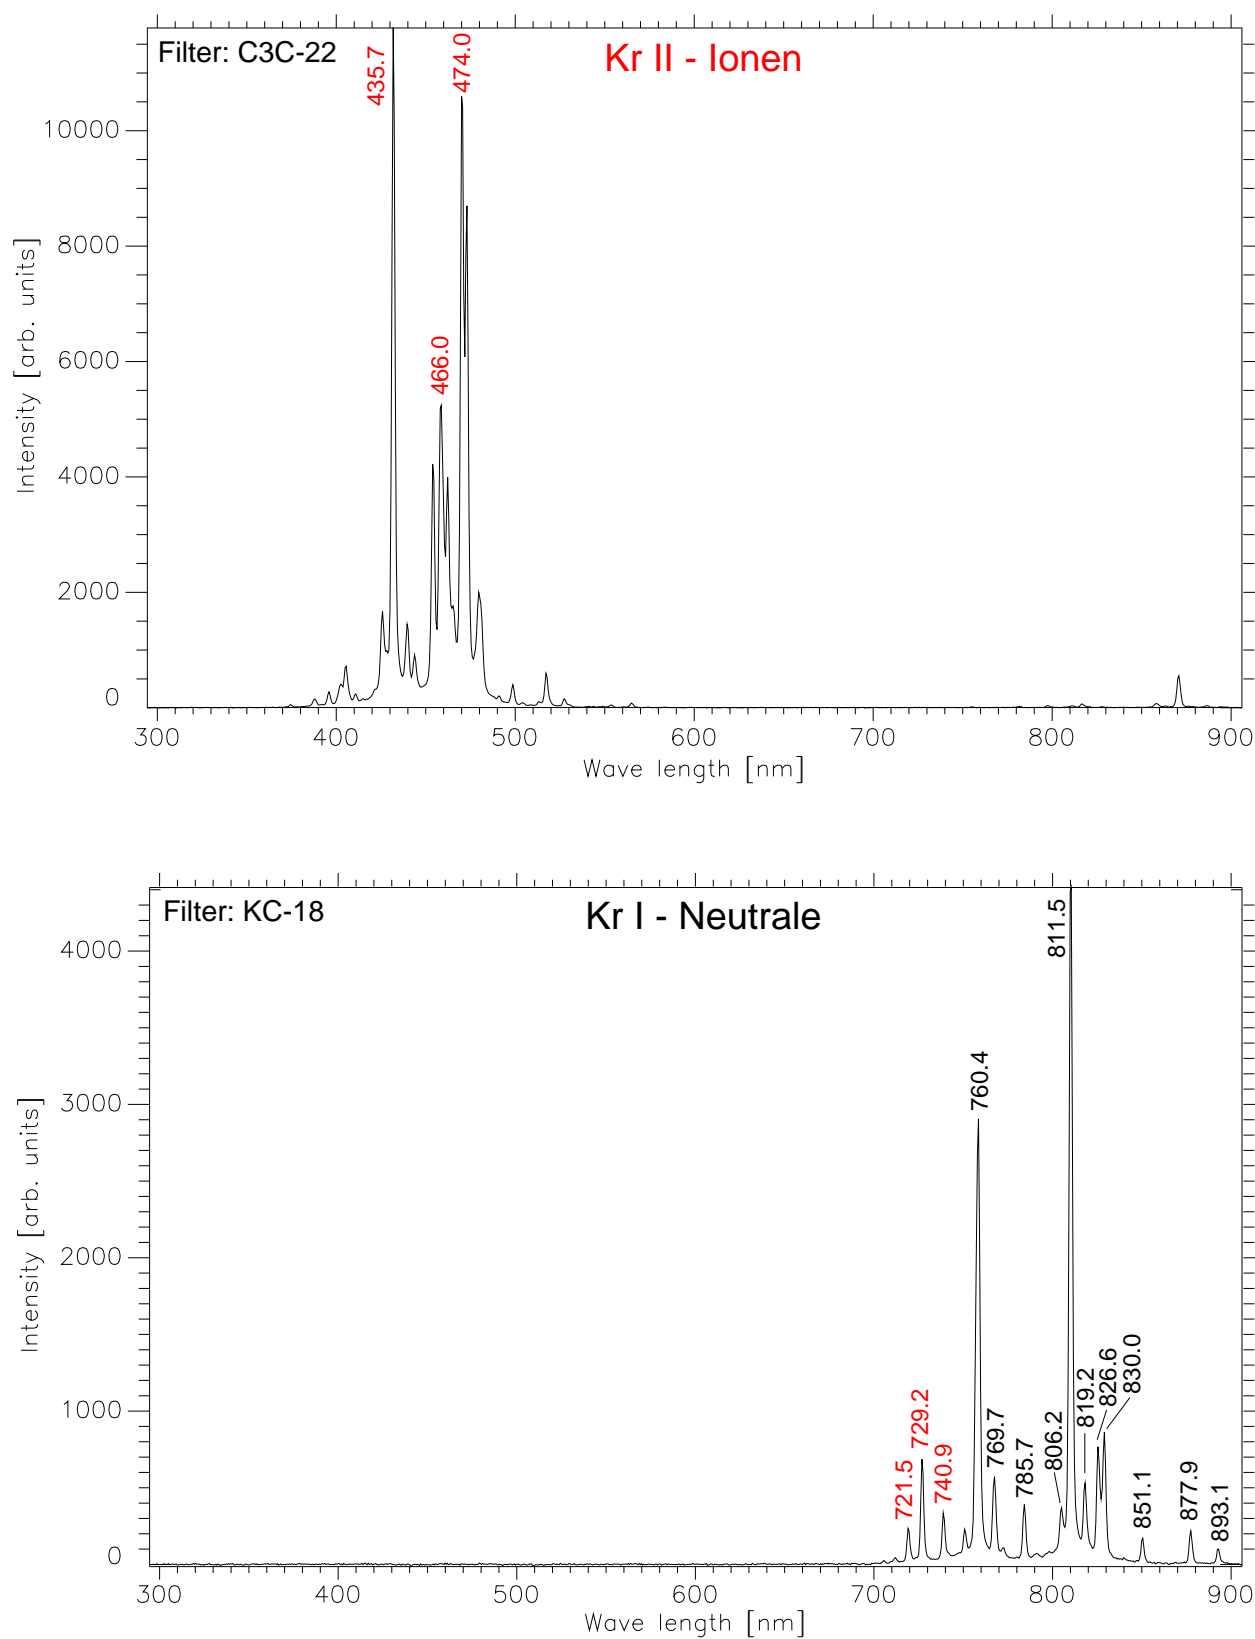 Filter: C3C-22
Kr II - Ionen
435.7
474.0
466.0
10000
8000
6000
4000
2000
0
Intensity [arb. units]
300 400 500 600 700 800 900
Wave length [nm]
Filter: KC-18
Kr I - Neutrale
811.5
760.4
4000
3000
2000
1000
0
Intensity [arb. units]
721.5
729.2
740.9
769.7
785.7
806.2
819.2
826.6
830.0
851.1
877.9
893.1
300 400 500 600 700 800 900
Wave length [nm]